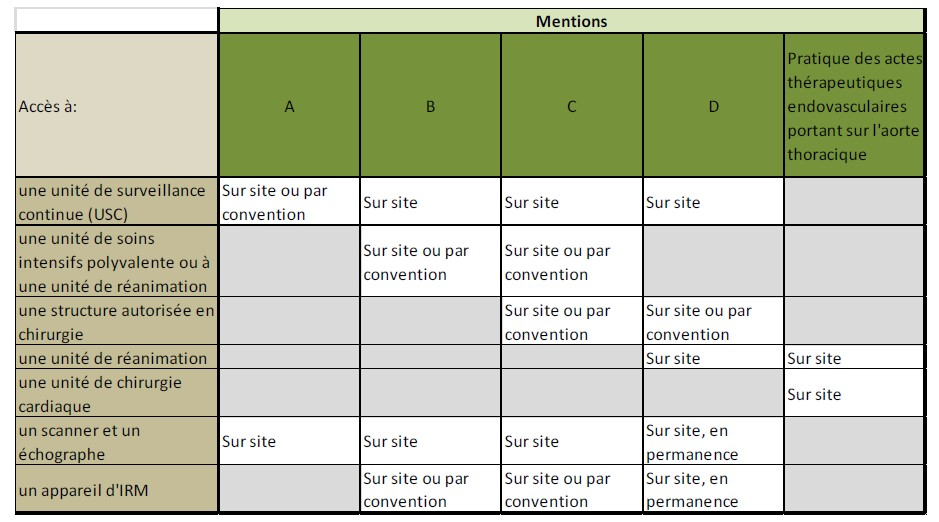 Mentions
Accès à:
A
B
C
D
Pratique des actes
thérapeutiques
endovasculaires
portant sur l'aorte
thoracique
une unité de surveillance
continue (USC)
Sur site ou par
convention
Sur site
Sur site
Sur site
une unité de soins
intensifs polyvalente ou à
une unité de réanimation
Sur site ou par
convention
Sur site ou par
convention
une structure autorisée en
chirurgie
Sur site ou par
convention
Sur site ou par
convention
une unité de réanimation
Sur site
Sur site
une unité de chirurgie
cardiaque
Sur site
un scanner et un
échographe
Sur site
Sur site
Sur site
Sur site, en
permanence
un appareil d'IRM
Sur site ou par
convention
Sur site ou par
convention
Sur site, en
permanence